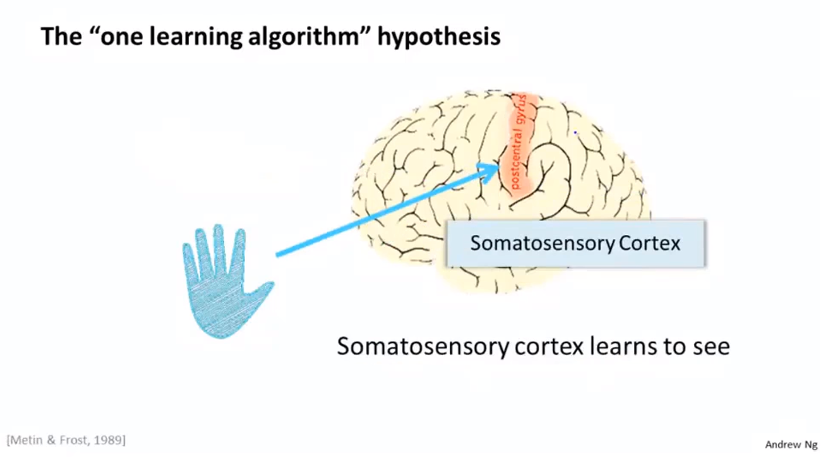 The “one learning algorithm” hypothesis
postcentral gyrus
Somatosensory Cortex
Somatosensory cortex learns to see
[Metin & Frost, 1989]
Andrew Ng